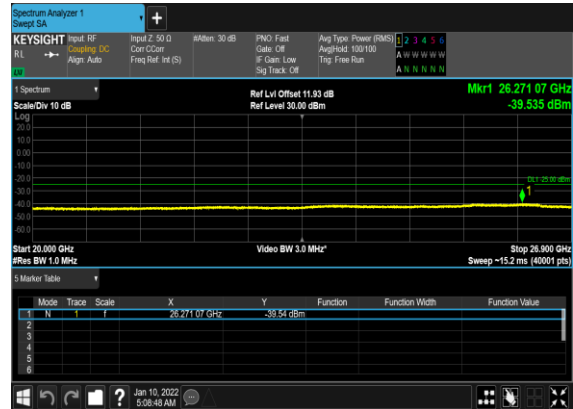 Spectrum Analyzer 1
Swept SA
+
KEYSIGHT Input: RF Input Z: 50 Ω #Atten: 30 dB PNO: Fast Avg Type: Power (RMS) 1 2 3 4 5 6
RL Coupling: DC Corr CCorr Gate: Off Avg|Hold: 100/100 A W W W W W
Align: Auto Freq Ref: Int (S) IF Gain: Low Trig: Free Run
Sig Track: Off A N N N N N
1 Spectrum Ref Lvl Offset 11.93 dB Mkr1 26.271 07 GHz
Scale/Div 10 dB Ref Level 30.00 dBm -39.535 dBm
Log
20.0
10.0
0.00
-10.0
-20.0
DL1 -25.00 dBm
-30.0
1
-40.0
-50.0
-60.0
Start 20.000 GHz Video BW 3.0 MHz* Stop 26.900 GHz
#Res BW 1.0 MHz Sweep ~15.2 ms (40001 pts)
5 Marker Table
Mode Trace Scale X Y Function Function Width Function Value
1 N 1 f 26.271 07 GHz -39.54 dBm
2
3
4
5
6
? Jan 10, 2022
5:08:48 AM